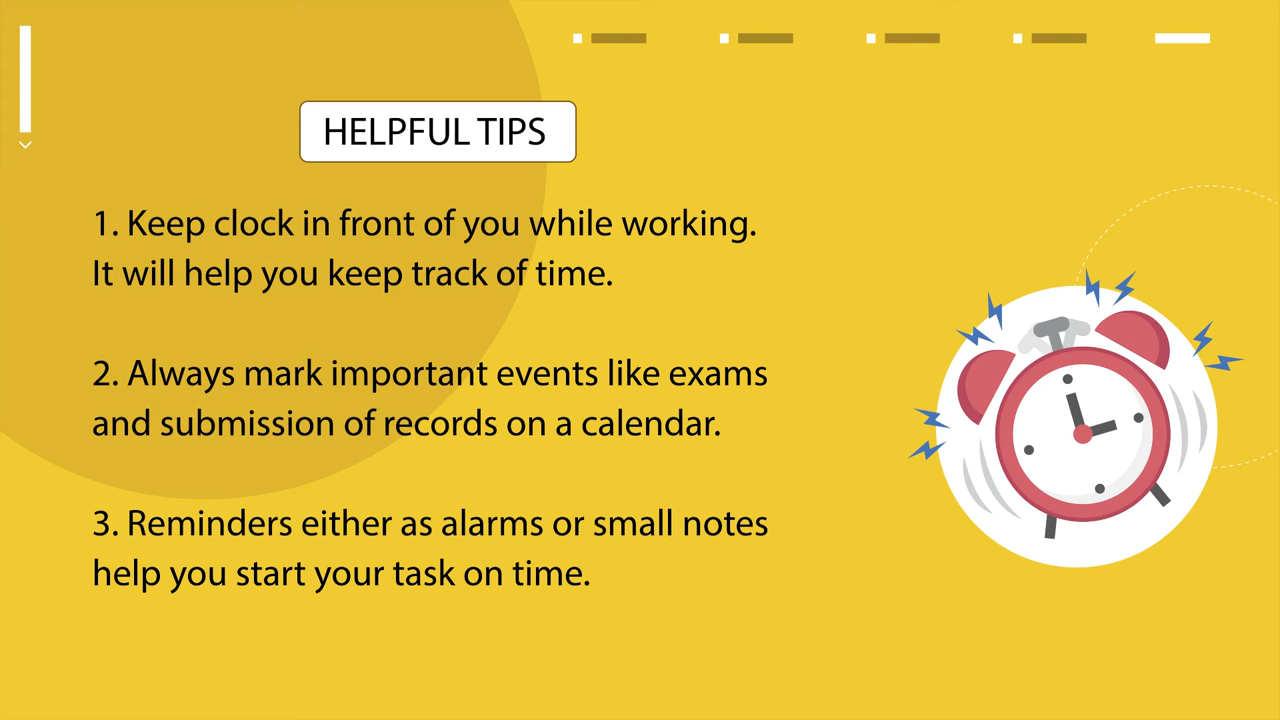 HELPFUL TIPS
1. Keep clock in front of you while working.
It will help you keep track of time.
2. Always mark important events like exams
and submission of records on a calendar.
3. Reminders either as alarms or small notes
help you start your task on time.